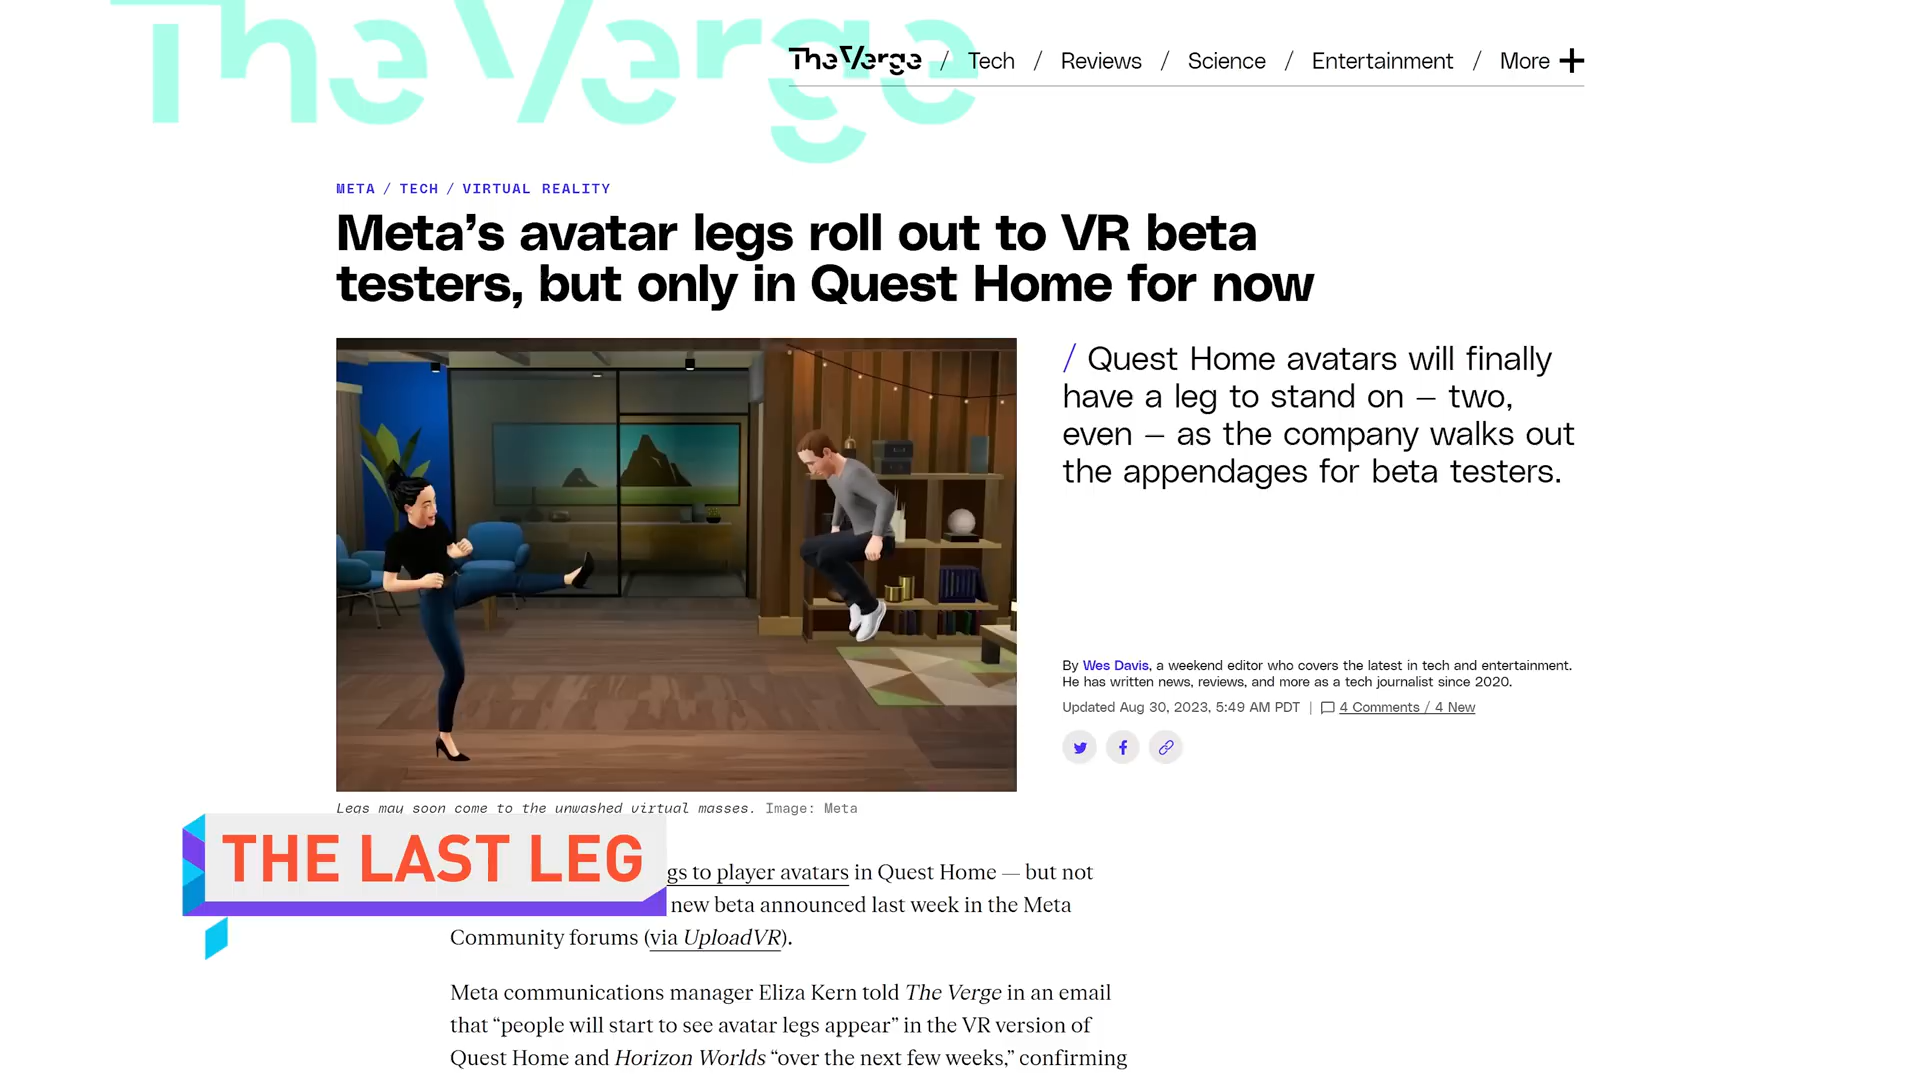 The Verge
The Verge / Tech / Reviews / Science / Entertainment / More +
META / TECH / VIRTUAL REALITY
Meta’s avatar legs roll out to VR beta
testers, but only in Quest Home for now
/ Quest Home avatars will finally
have a leg to stand on — two,
even — as the company walks out
the appendages for beta testers.
By Wes Davis, a weekend editor who covers the latest in tech and entertainment.
He has written news, reviews, and more as a tech journalist since 2020.
Updated Aug 30, 2023, 5:49 AM PDT | 4 Comments / 4 New
Legs may soon come to the unwashed virtual masses. Image: Meta
THE LAST LEG
gs to player avatars in Quest Home — but not
new beta announced last week in the Meta
Community forums (via UploadVR).
Meta communications manager Eliza Kern told The Verge in an email
that “people will start to see avatar legs appear” in the VR version of
Quest Home and Horizon Worlds “over the next few weeks,” confirming